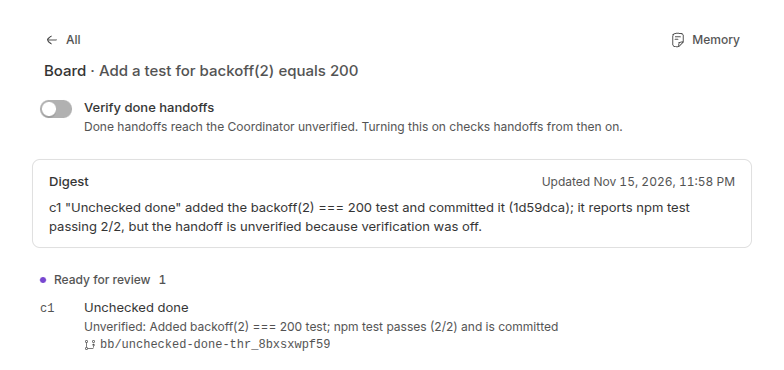 All
Memory
Board · Add a test for backoff(2) equals 200
Verify done handoffs
Done handoffs reach the Coordinator unverified. Turning this on checks handoffs from then on.
Digest
Updated Nov 15, 2026, 11:58 PM
c1 "Unchecked done" added the backoff(2) === 200 test and committed it (1d59dca); it reports npm test
passing 2/2, but the handoff is unverified because verification was off.
Ready for review 1
c1 Unchecked done
Unverified: Added backoff(2) === 200 test; npm test passes (2/2) and is committed
bb/unchecked-done-thr_8bxsxwpf59